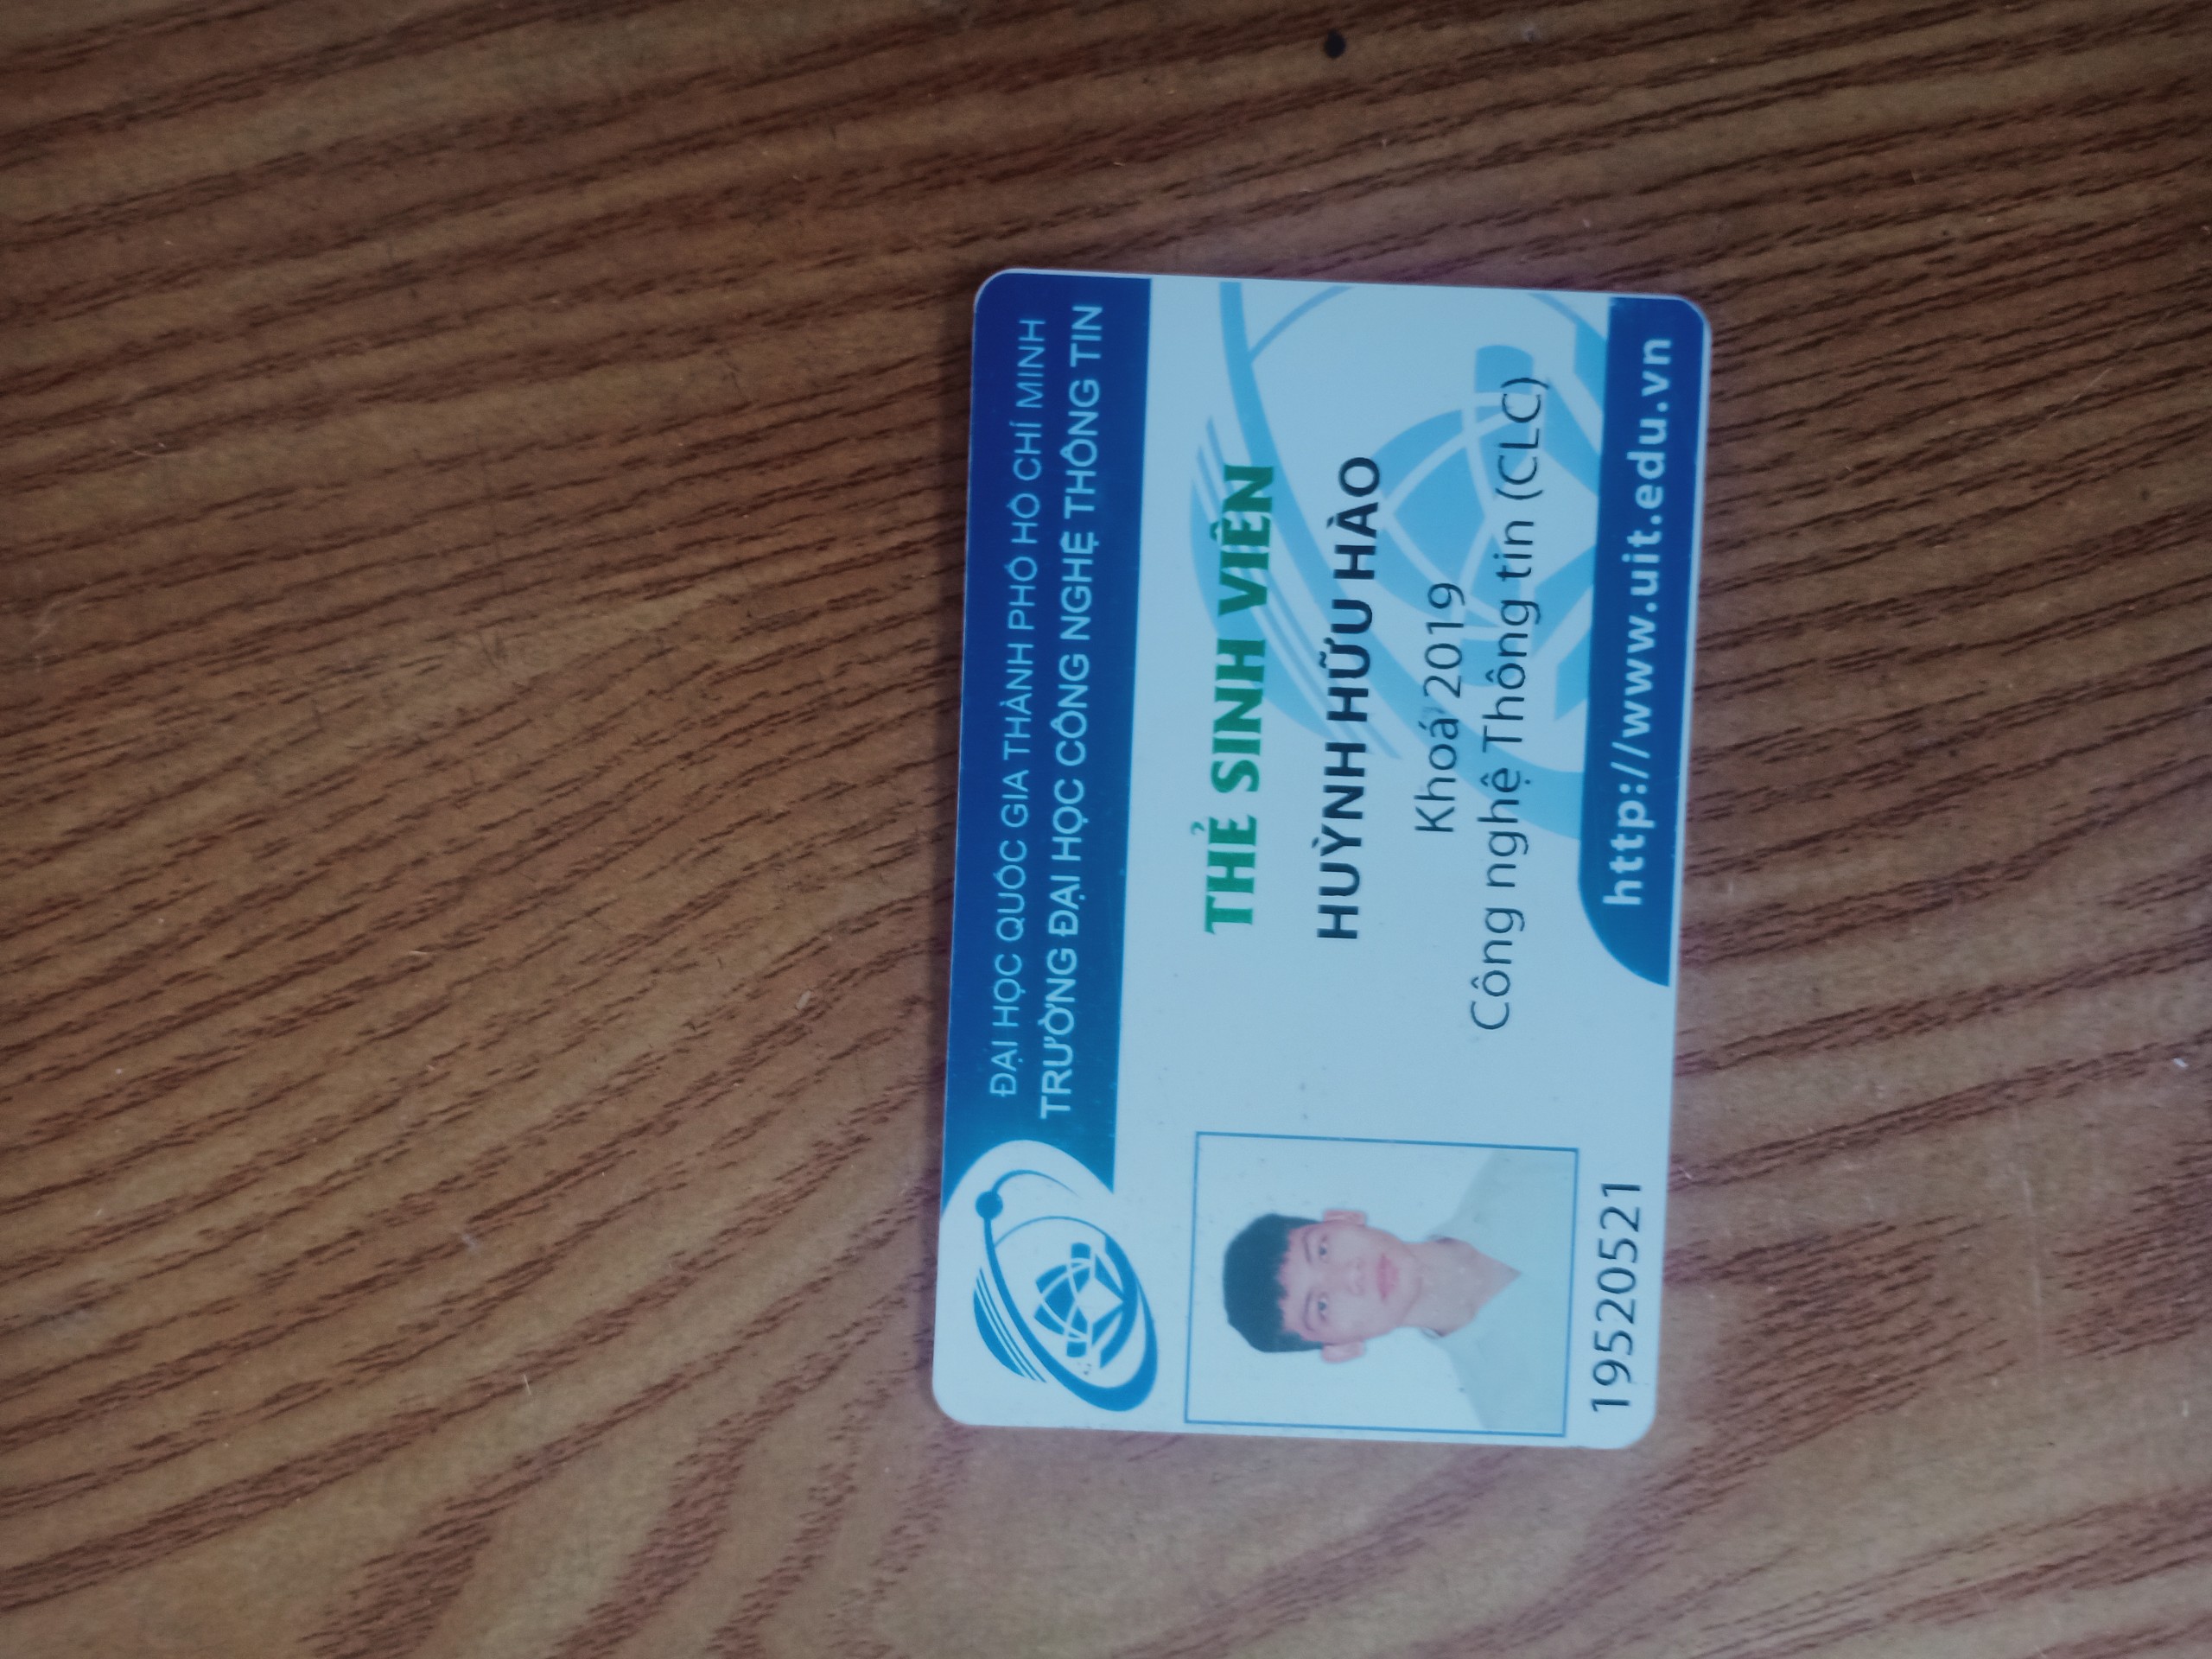 ĐẠI HỌC QUỐC GIA THÀNH PHỐ HỒ CHÍ MINH
TRƯỜNG ĐẠI HỌC CÔNG NGHỆ THÔNG TIN
THẺ SINH VIÊN
HUỲNH HỮU HÀO
Khoá 2019
Công nghệ Thông tin (CLC)
19520521
http://www.uit.edu.vn